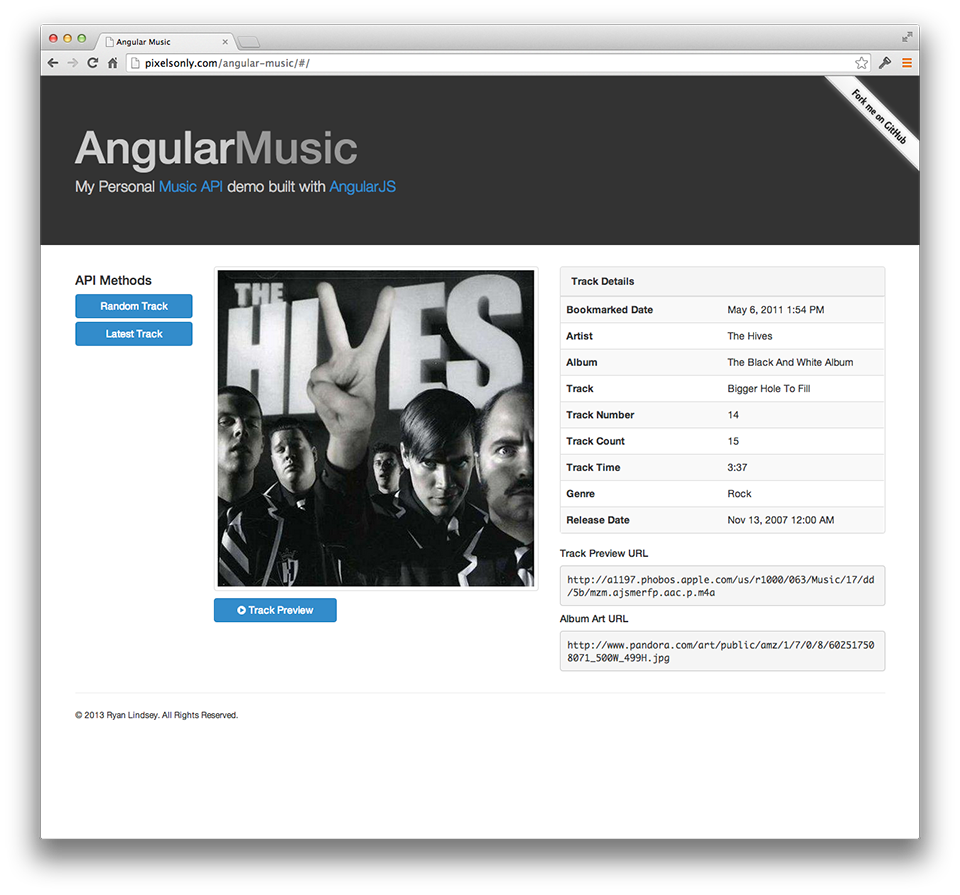 Angular Music
pixelsonly.com/angular-music/#/
Fork me on GitHub
AngularMusic
My Personal Music API demo built with AngularJS
API Methods
Random Track
Latest Track
THE
HIVES
Track Preview
Track Details
Bookmarked Date May 6, 2011 1:54 PM
Artist The Hives
Album The Black And White Album
Track Bigger Hole To Fill
Track Number 14
Track Count 15
Track Time 3:37
Genre Rock
Release Date Nov 13, 2007 12:00 AM
Track Preview URL
http://a1197.phobos.apple.com/us/r1000/063/Music/17/dd
/5b/mzm.ajsmerfp.aac.p.m4a
Album Art URL
http://www.pandora.com/art/public/amz/1/7/0/8/60251750
8071_500W_499H.jpg
© 2013 Ryan Lindsey. All Rights Reserved.